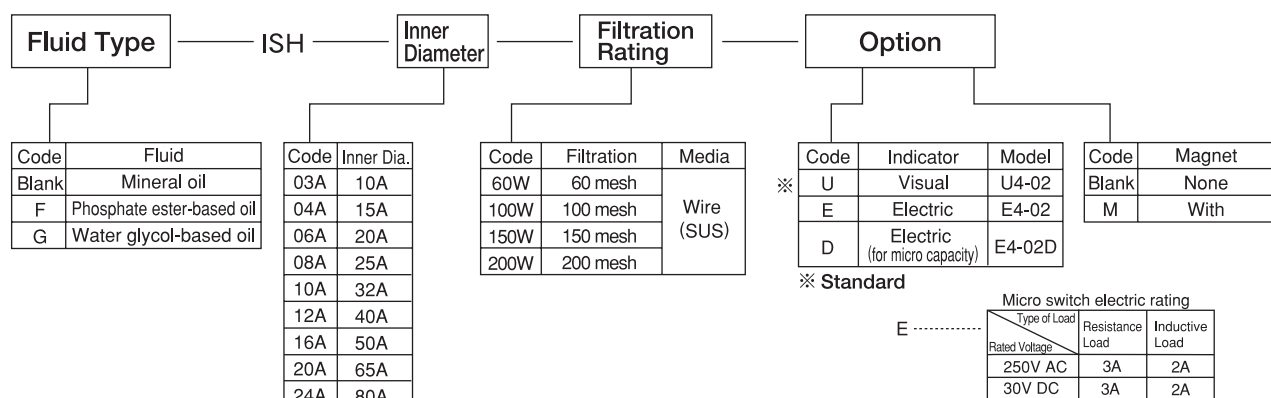 Fluid Type ISH Inner Diameter Filtration Rating Option
Code Fluid
Blank Mineral oil
F Phosphate ester-based oil
G Water glycol-based oil
Code Inner Dia.
03A 10A
04A 15A
06A 20A
08A 25A
10A 32A
12A 40A
16A 50A
20A 65A
24A 80A
Code Filtration Media
60W 60 mesh
100W 100 mesh
150W 150 mesh
200W 200 mesh
Wire
(SUS)
Code Indicator Model
※ U Visual U4-02
E Electric E4-02
D Electric (for micro capacity) E4-02D
※ Standard
Code Magnet
Blank None
M With
Micro switch electric rating
E
Type of Load
Rated Voltage
Resistance Load
Inductive Load
250V AC 3A 2A
30V DC 3A 2A